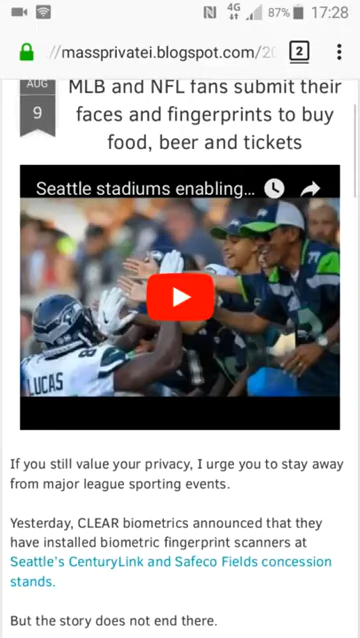 4G
87%
17:28
//massprivatei.blogspot.com/20
2
AUG
9
MLB and NFL fans submit their
faces and fingerprints to buy
food, beer and tickets
Seattle stadiums enabling...
LUCAS
If you still value your privacy, I urge you to stay away
from major league sporting events.
Yesterday, CLEAR biometrics announced that they
have installed biometric fingerprint scanners at
Seattle's CenturyLink and Safeco Fields concession
stands.
But the story does not end there.